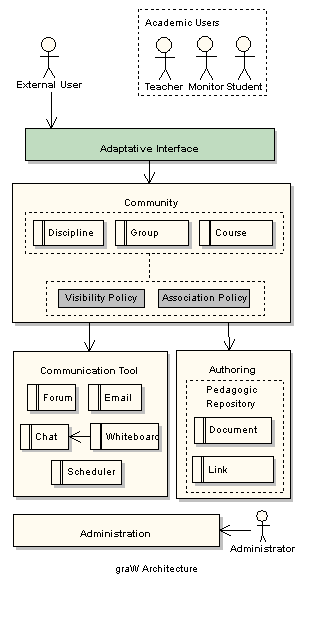 Academic Users
External User
Teacher Monitor Student
Adaptative Interface
Community
Discipline Group Course
Visibility Policy Association Policy
Communication Tool
Forum Email
Chat Whiteboard
Scheduler
Authoring
Pedagogic
Repository
Document
Link
Administration
Administrator
graW Architecture